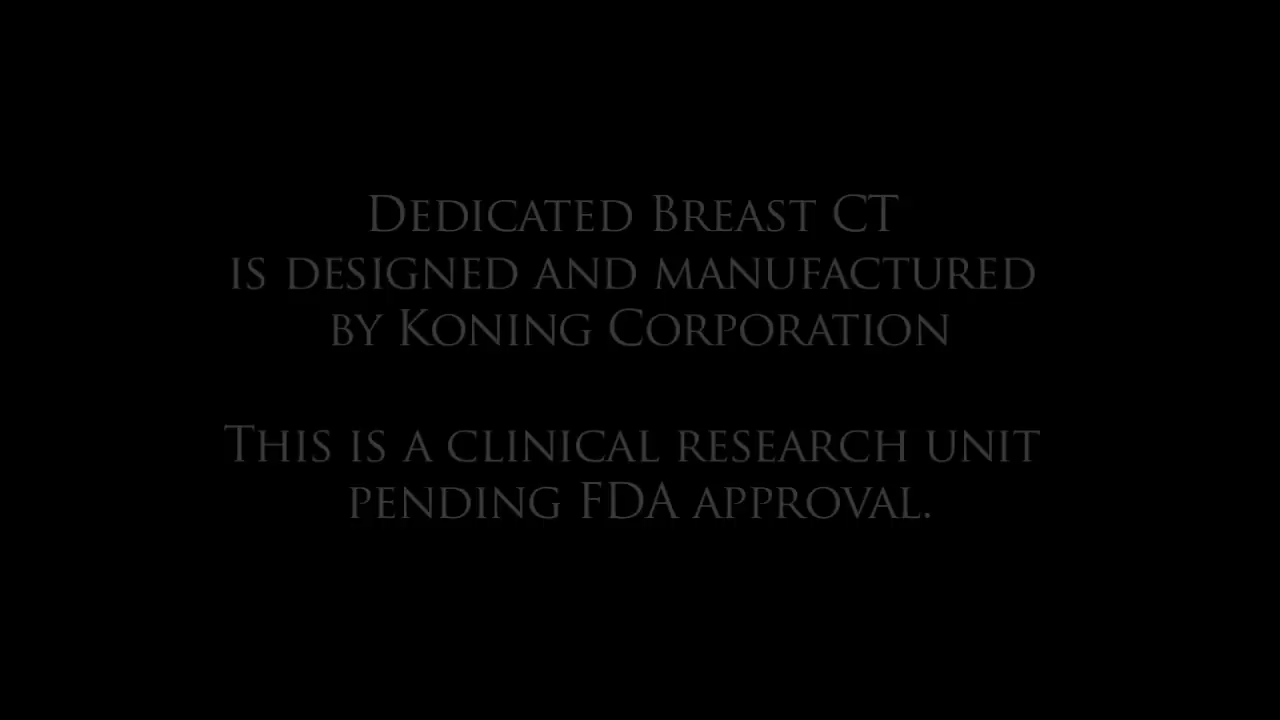 Dedicated Breast CT
is designed and manufactured
by Koning Corporation
This is a clinical research unit
pending FDA approval.